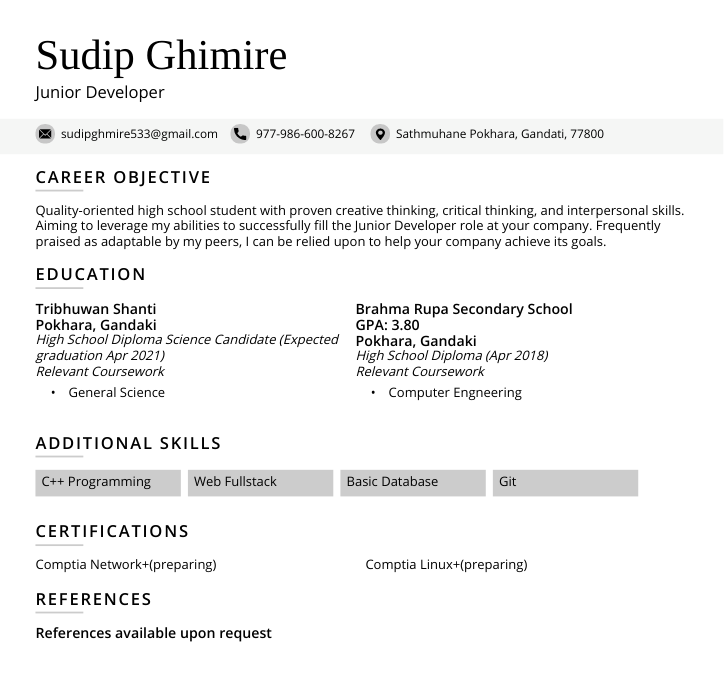 Sudip Ghimire
Junior Developer
sudipghmire533@gmail.com 977-986-600-8267 Sathmuhane Pokhara, Gandati, 77800
CAREER OBJECTIVE
Quality-oriented high school student with proven creative thinking, critical thinking, and interpersonal skills.
Aiming to leverage my abilities to successfully fill the Junior Developer role at your company. Frequently
praised as adaptable by my peers, I can be relied upon to help your company achieve its goals.
EDUCATION
Tribhuwan Shanti
Pokhara, Gandaki
High School Diploma Science Candidate (Expected
graduation Apr 2021)
Relevant Coursework
• General Science
Brahma Rupa Secondary School
GPA: 3.80
Pokhara, Gandaki
High School Diploma (Apr 2018)
Relevant Coursework
• Computer Engneering
ADDITIONAL SKILLS
C++ Programming Web Fullstack Basic Database Git
CERTIFICATIONS
Comptia Network+(preparing) Comptia Linux+(preparing)
REFERENCES
References available upon request